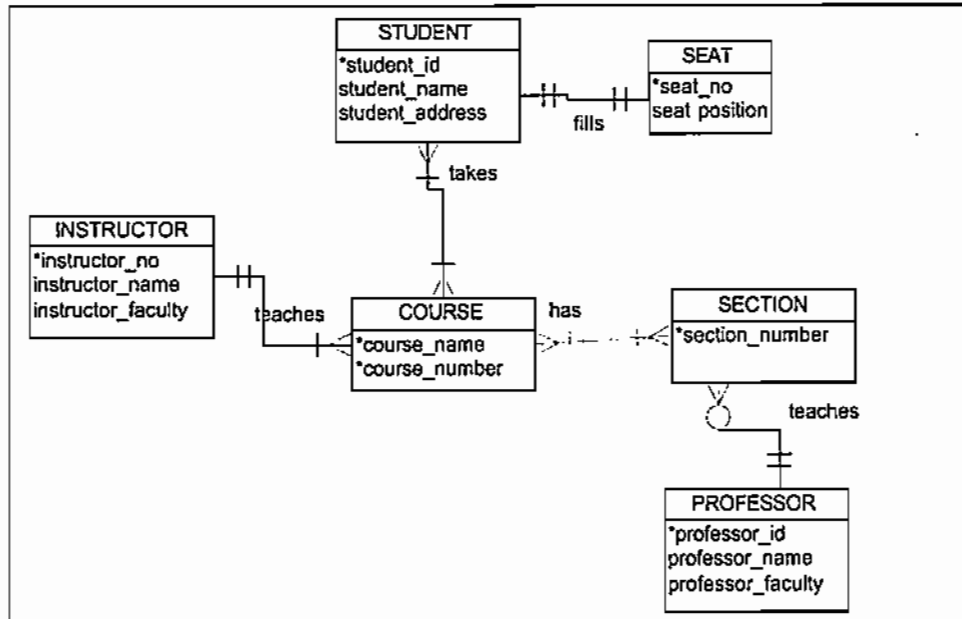 STUDENT
*student_id
student_name
student_address
SEAT
*seat_no
seat position
fills
takes
INSTRUCTOR
*instructor_no
instructor_name
instructor_faculty
teaches
COURSE
*course_name
*course_number
has
SECTION
*section_number
teaches
PROFESSOR
*professor_id
professor_name
professor_faculty